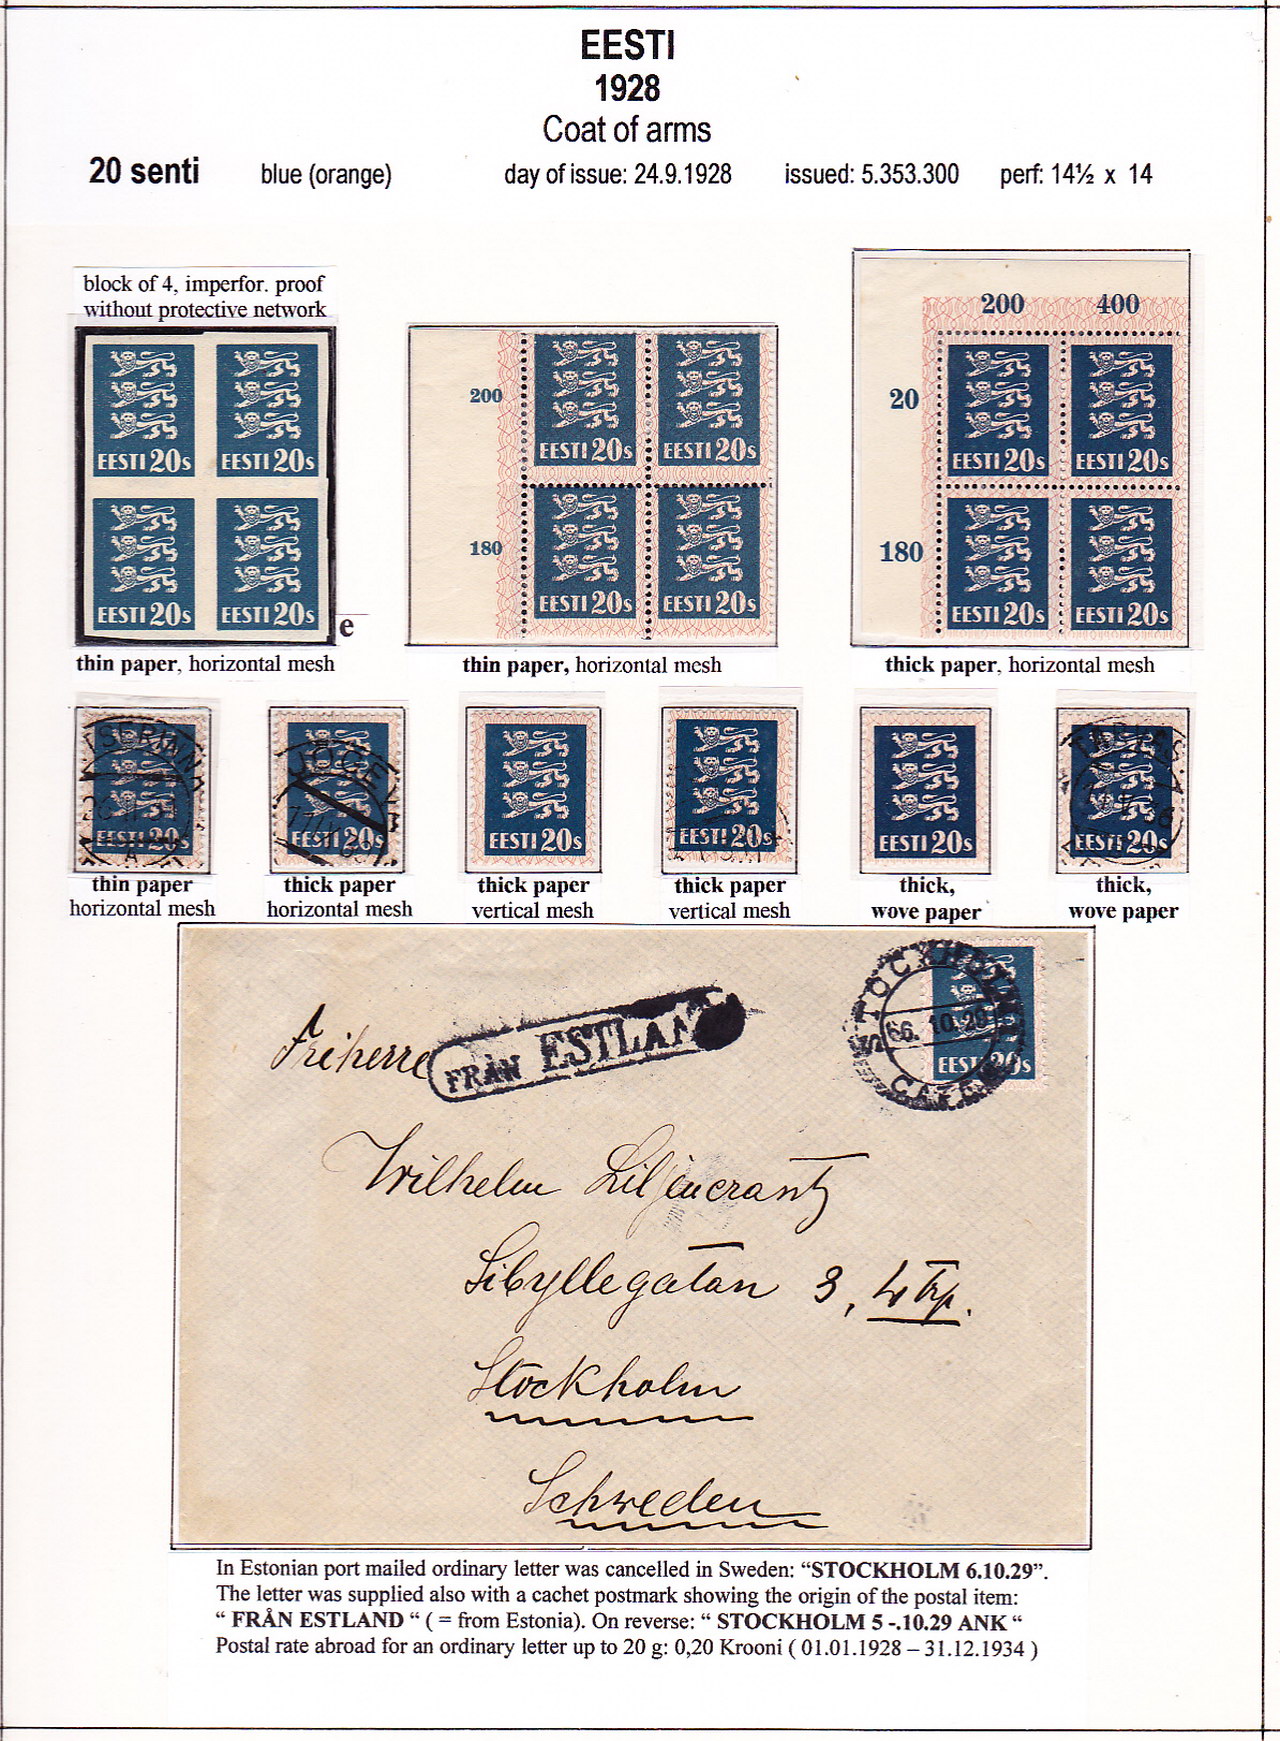 EESTI
1928
Coat of arms
20 senti blue (orange) day of issue: 24.9.1928 issued: 5.353.300 perf: 14½ x 14
block of 4, imperfor. proof
without protective network
EESTI 20s EESTI 20s
EESTI 20s EESTI 20s
e
200
EESTI 20s EESTI 20s
180
EESTI 20s EESTI 20s
200 400
20
EESTI 20s EESTI 20s
180
EESTI 20s EESTI 20s
thin paper, horizontal mesh
thin paper, horizontal mesh
thick paper, horizontal mesh
EESTI 20s
JÕGEV
EESTI 20s
EESTI 20s
EESTI 20s
EESTI 20s
EESTI 20s
thin paper
horizontal mesh
thick paper
horizontal mesh
thick paper
vertical mesh
thick paper
vertical mesh
thick,
wove paper
thick,
wove paper
STOCKHOLM
6.10.29
EESTI 20s
FRÅN ESTLAN
Friherre
Wilhelm Liljencrantz
Sibyllegatan 3,
Stockholm
Schweden
In Estonian port mailed ordinary letter was cancelled in Sweden: “STOCKHOLM 6.10.29”.
The letter was supplied also with a cachet postmark showing the origin of the postal item:
“ FRÅN ESTLAND “ ( = from Estonia). On reverse: “ STOCKHOLM 5 -.10.29 ANK “
Postal rate abroad for an ordinary letter up to 20 g: 0,20 Krooni ( 01.01.1928 – 31.12.1934 )